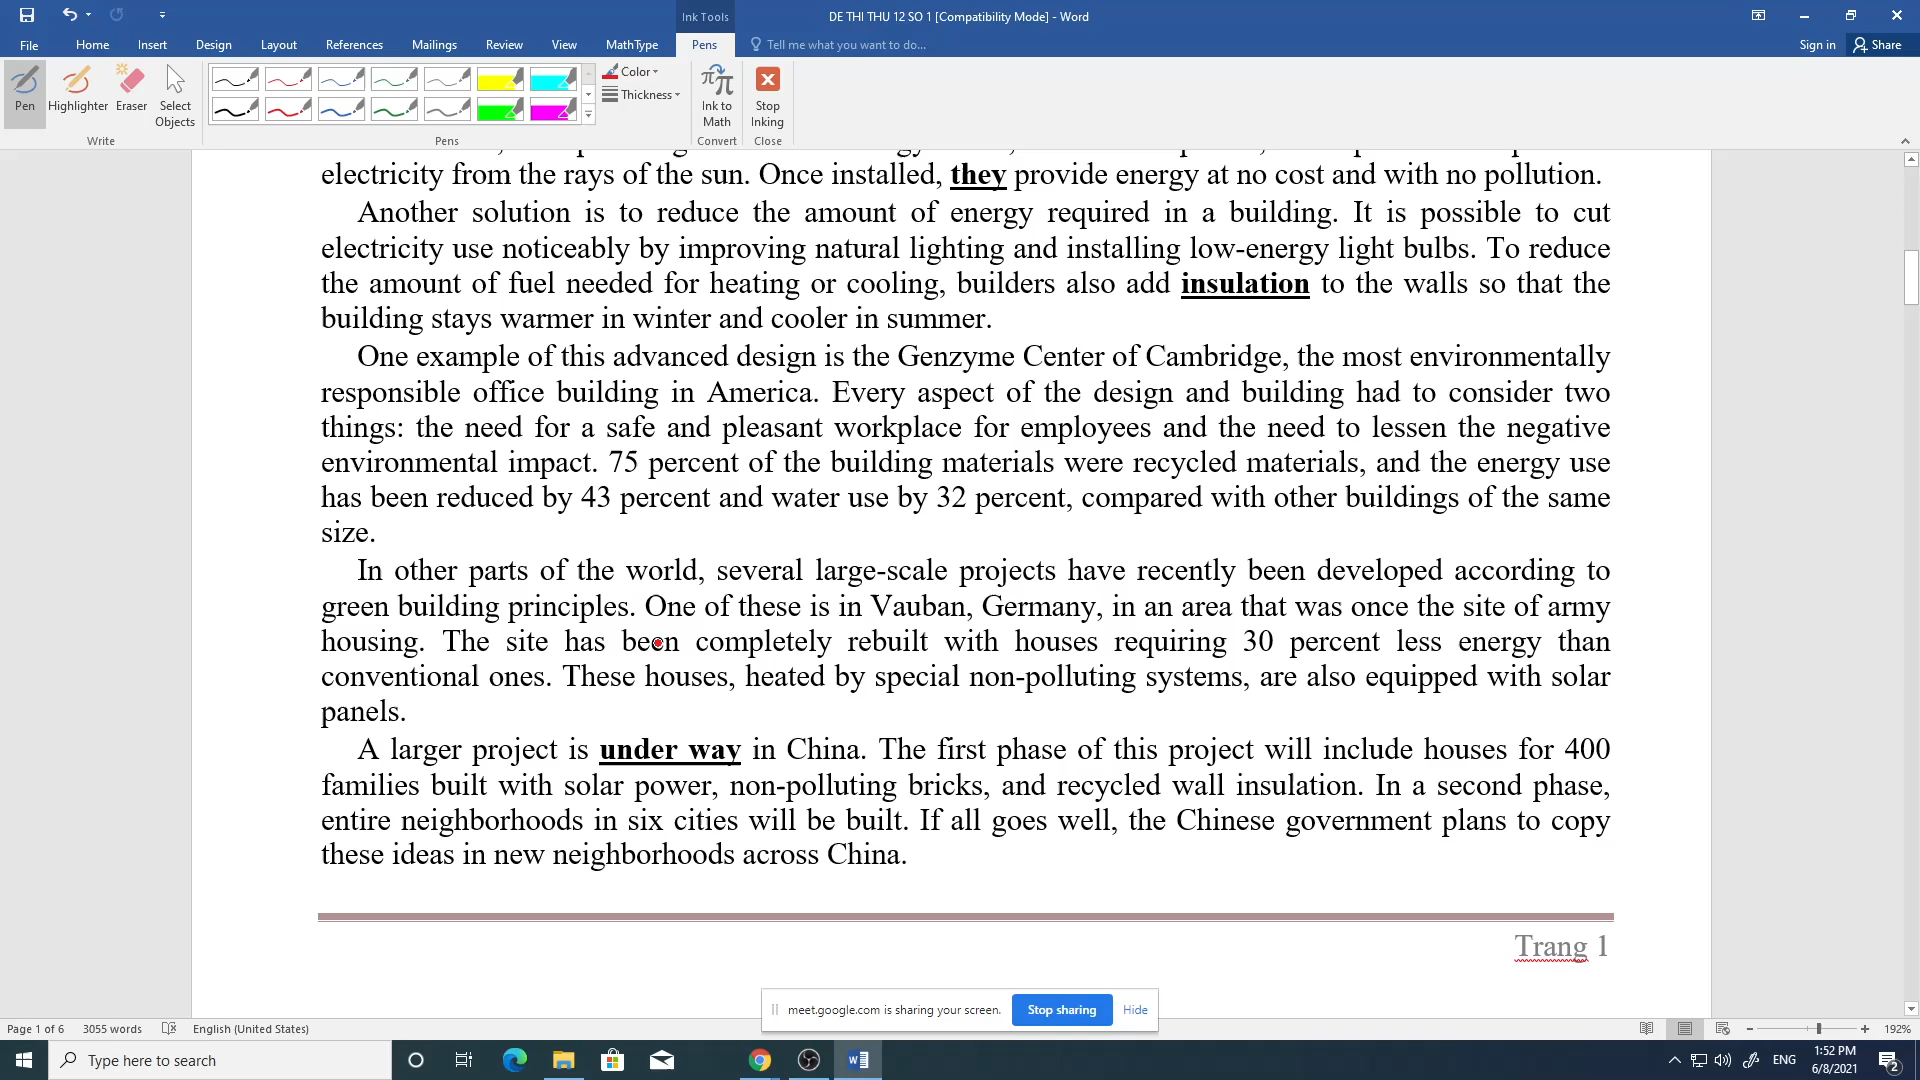 Ink Tools
DE THI THU 12 SO 1 [Compatibility Mode] - Word
File Home Insert Design Layout References Mailings Review View MathType Pens Tell me what you want to do... Sign in Share
Pen Highlighter Eraser Select Objects
Color
Thickness
Ink to Math
Stop Inking
Write Pens Convert Close
electricity from the rays of the sun. Once installed, they provide energy at no cost and with no pollution.
Another solution is to reduce the amount of energy required in a building. It is possible to cut
electricity use noticeably by improving natural lighting and installing low-energy light bulbs. To reduce
the amount of fuel needed for heating or cooling, builders also add insulation to the walls so that the
building stays warmer in winter and cooler in summer.
One example of this advanced design is the Genzyme Center of Cambridge, the most environmentally
responsible office building in America. Every aspect of the design and building had to consider two
things: the need for a safe and pleasant workplace for employees and the need to lessen the negative
environmental impact. 75 percent of the building materials were recycled materials, and the energy use
has been reduced by 43 percent and water use by 32 percent, compared with other buildings of the same
size.
In other parts of the world, several large-scale projects have recently been developed according to
green building principles. One of these is in Vauban, Germany, in an area that was once the site of army
housing. The site has been completely rebuilt with houses requiring 30 percent less energy than
conventional ones. These houses, heated by special non-polluting systems, are also equipped with solar
panels.
A larger project is under way in China. The first phase of this project will include houses for 400
families built with solar power, non-polluting bricks, and recycled wall insulation. In a second phase,
entire neighborhoods in six cities will be built. If all goes well, the Chinese government plans to copy
these ideas in new neighborhoods across China.
Trang 1
meet.google.com is sharing your screen. Stop sharing Hide
Page 1 of 6 3055 words English (United States) 192%
Type here to search
ENG
1:52 PM
6/8/2021
2